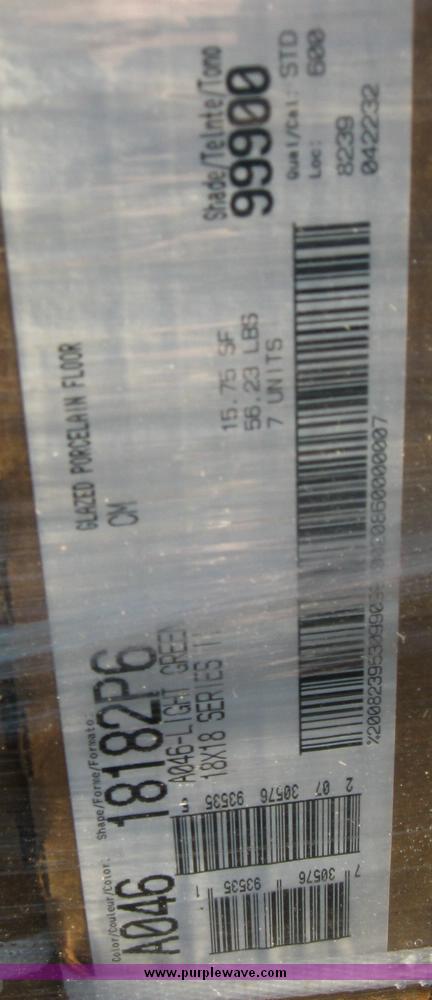 Color/Couleur/Color:
A046
Shape/Forme/Formato:
18182P6
GLAZED PORCELAIN FLOOR
CM
Shade/Teinte/Tono
99900
A046-LIGHT GREEN
18X18 SERIES
15.75 SF
56.23 LBS
7 UNITS
Qual/Cal: STD
Loc: 600
8239
042232
2 07 30576 93535
7 30576 93535 1
www.purplewave.com